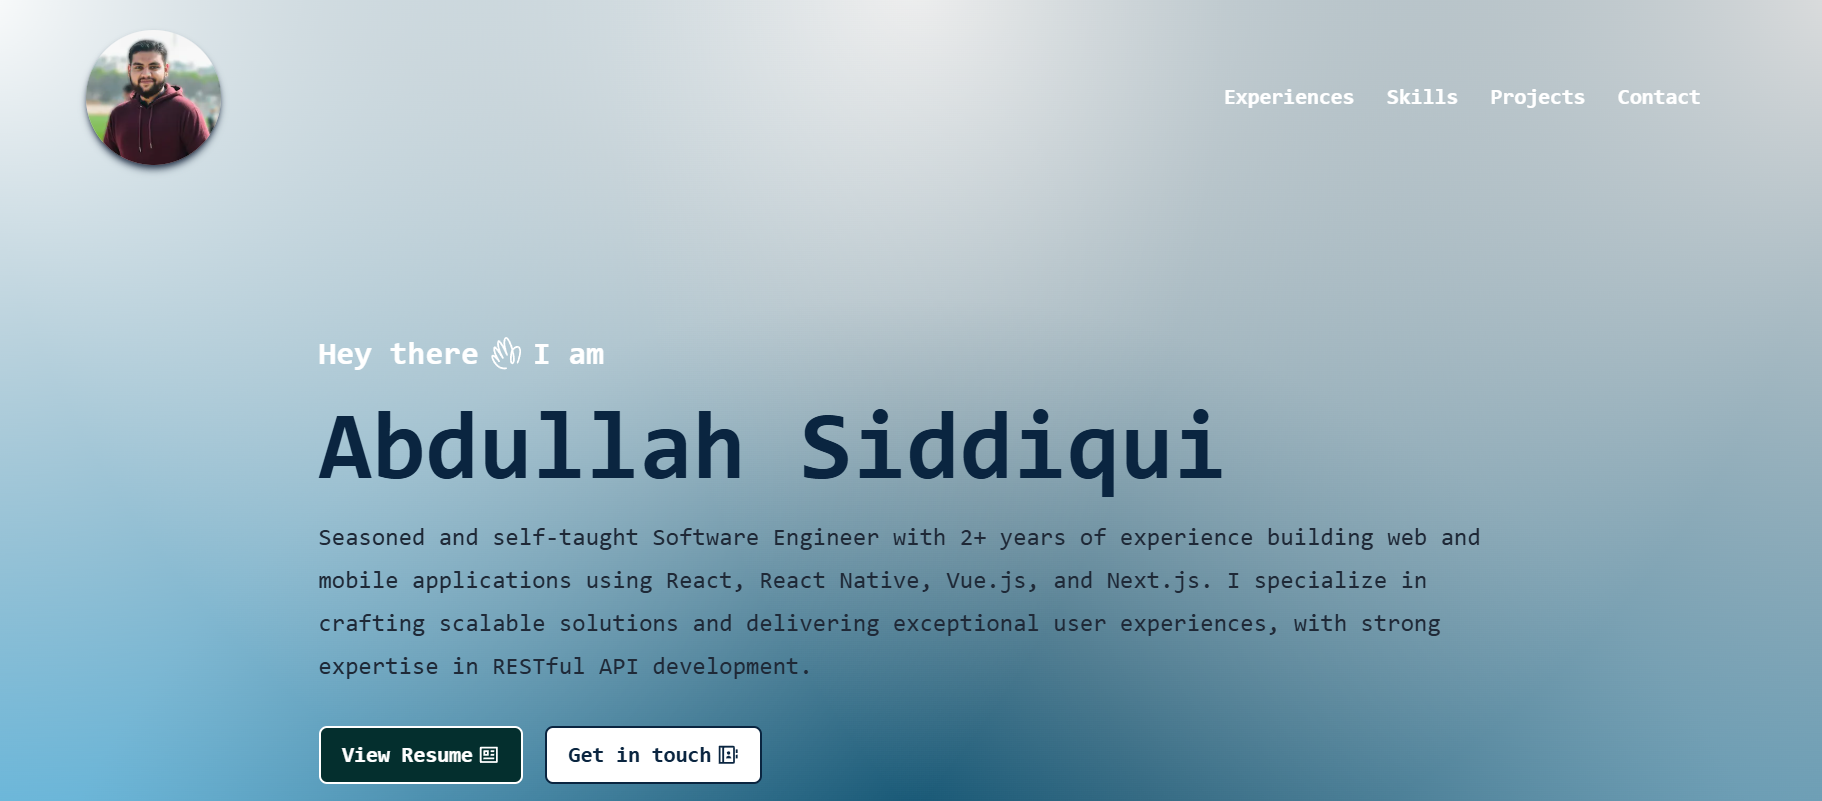 Experiences Skills Projects Contact
Hey there I am
Abdullah Siddiqui
Seasoned and self-taught Software Engineer with 2+ years of experience building web and
mobile applications using React, React Native, Vue.js, and Next.js. I specialize in
crafting scalable solutions and delivering exceptional user experiences, with strong
expertise in RESTful API development.
View Resume Get in touch